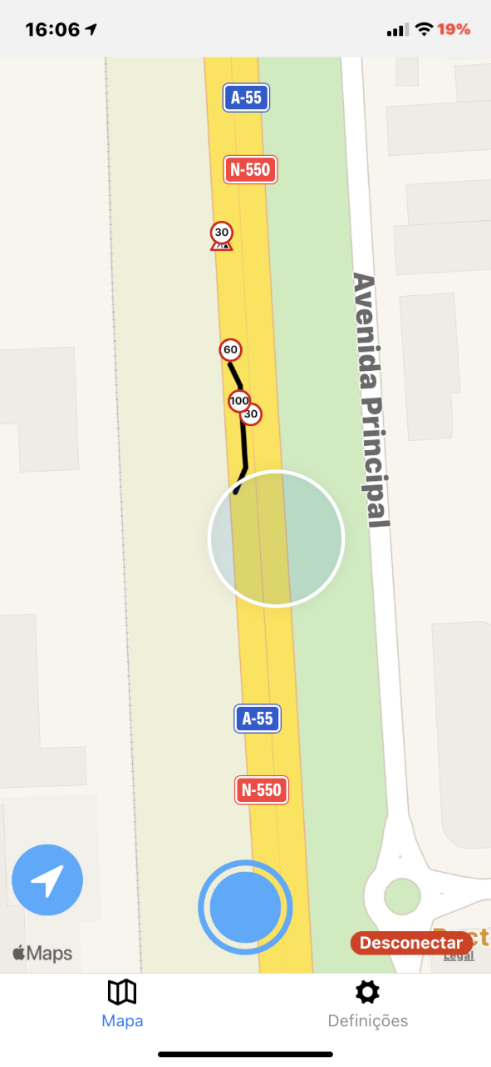 16:06
19%
A-55
N-550
30
60
100
30
Avenida Principal
A-55
N-550
Maps
Desconectar
Legal
Mapa
Definições